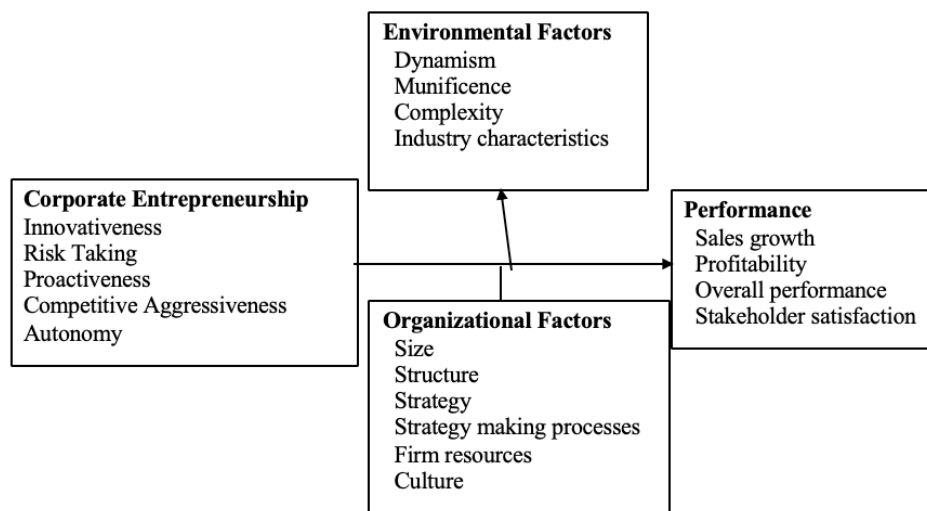 Environmental Factors
Dynamism
Munificence
Complexity
Industry characteristics
Corporate Entrepreneurship
Innovativeness
Risk Taking
Proactiveness
Competitive Aggressiveness
Autonomy
Performance
Sales growth
Profitability
Overall performance
Stakeholder satisfaction
Organizational Factors
Size
Structure
Strategy
Strategy making processes
Firm resources
Culture